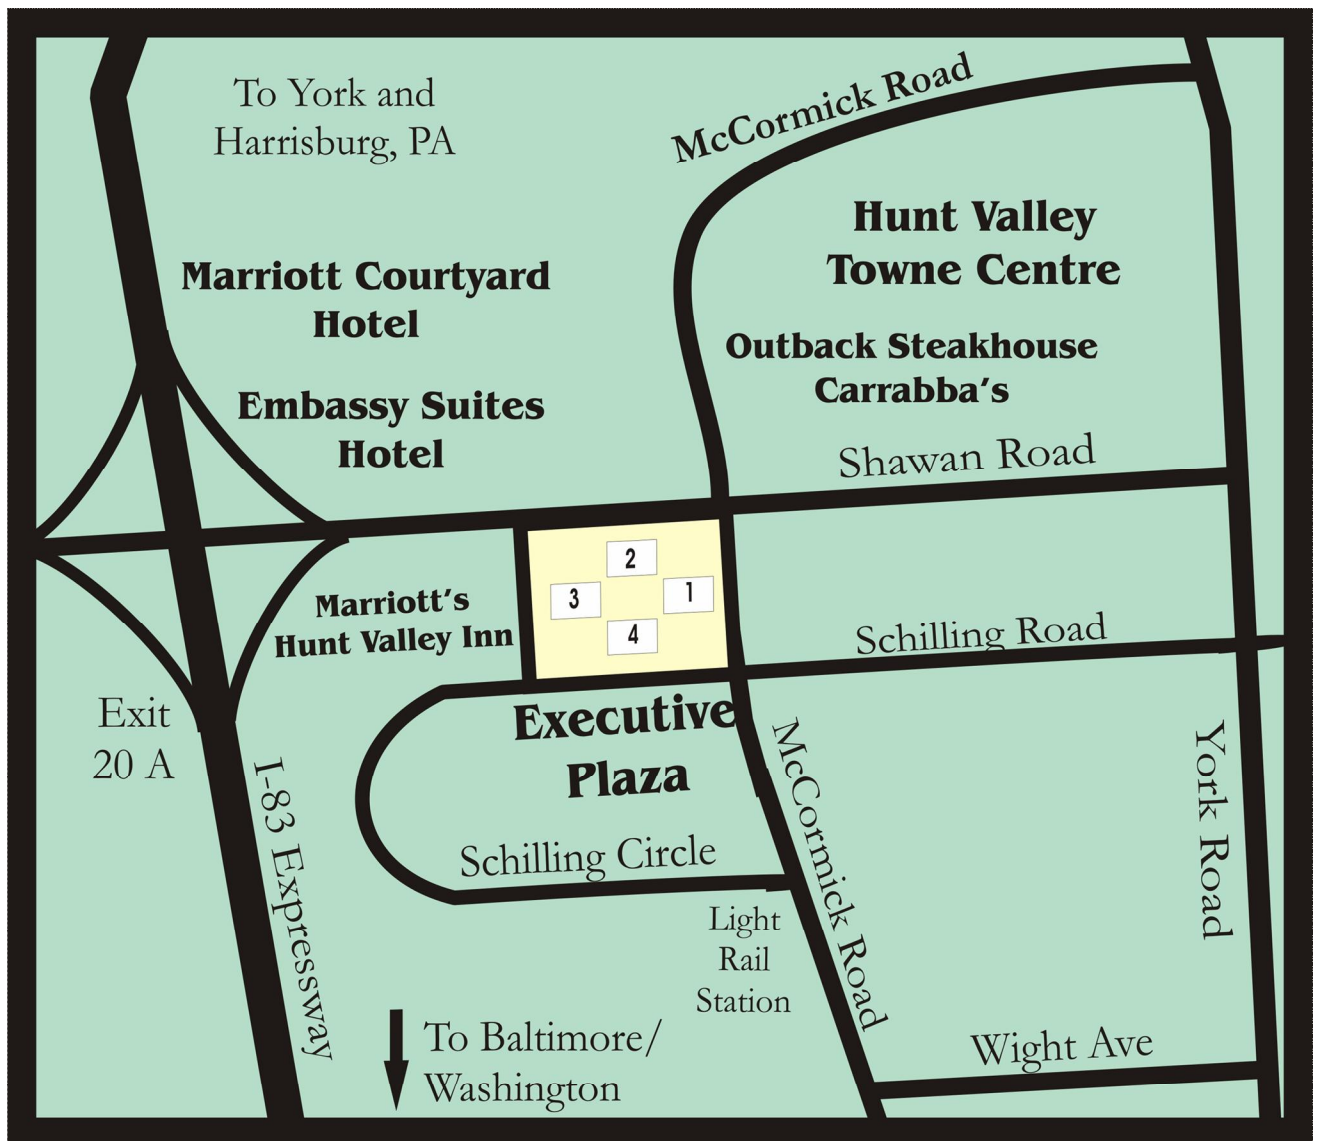 To York and
Harrisburg, PA
McCormick Road
Hunt Valley
Towne Centre
Marriott Courtyard
Hotel
Outback Steakhouse
Carrabba's
Embassy Suites
Hotel
Shawan Road
2
3
1
4
Marriott's
Hunt Valley Inn
Schilling Road
Exit
20 A
Executive
Plaza
I-83 Expressway
McCormick Road
York Road
Schilling Circle
Light
Rail
Station
To Baltimore/
Washington
Wight Ave